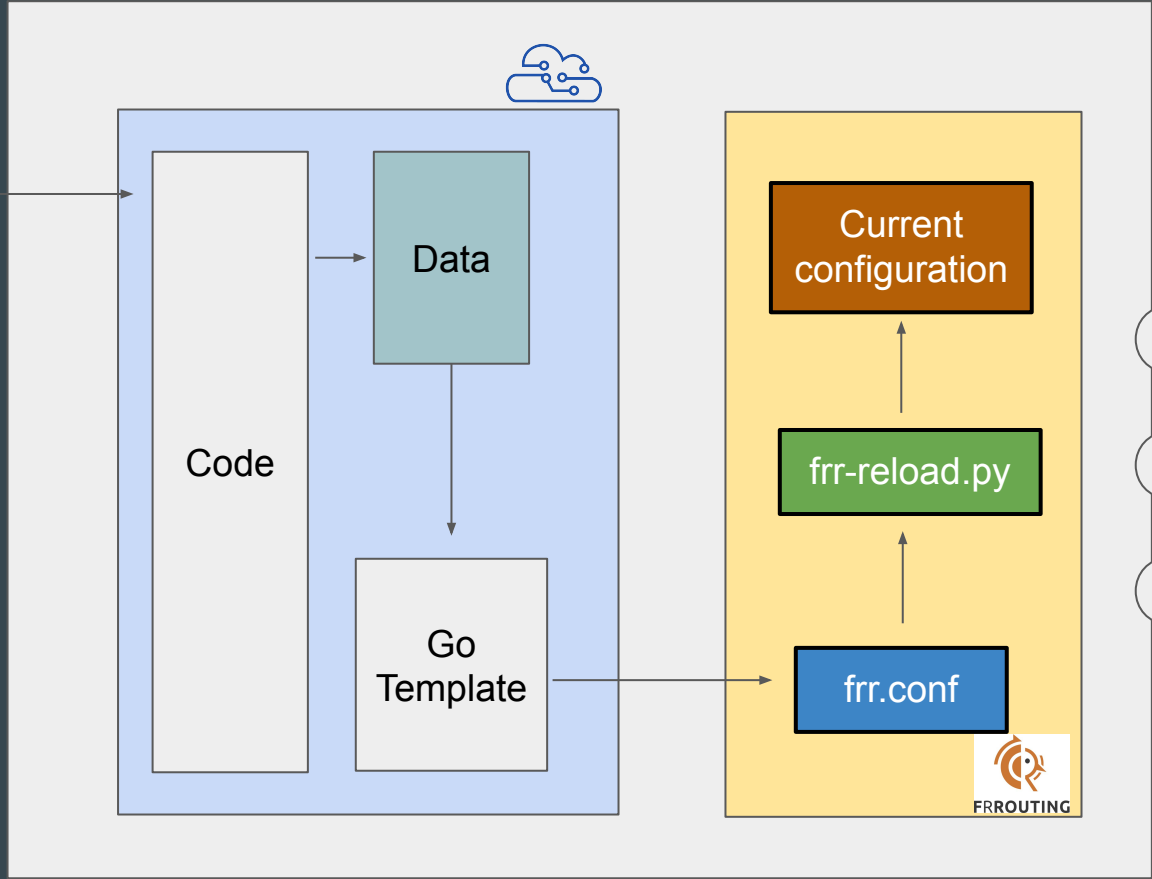 Code
Data
Go
Template
Current
configuration
frr-reload.py
frr.conf
FRROUTING